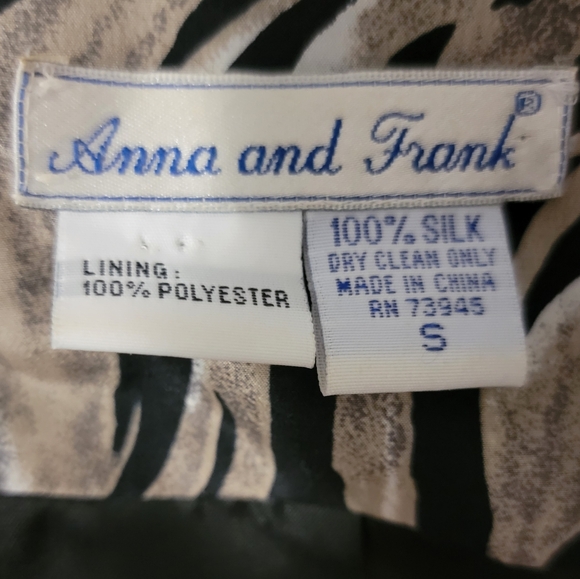 Anna and Frank®
LINING:
100% POLYESTER
100% SILK
DRY CLEAN ONLY
MADE IN CHINA
RN 73945
S